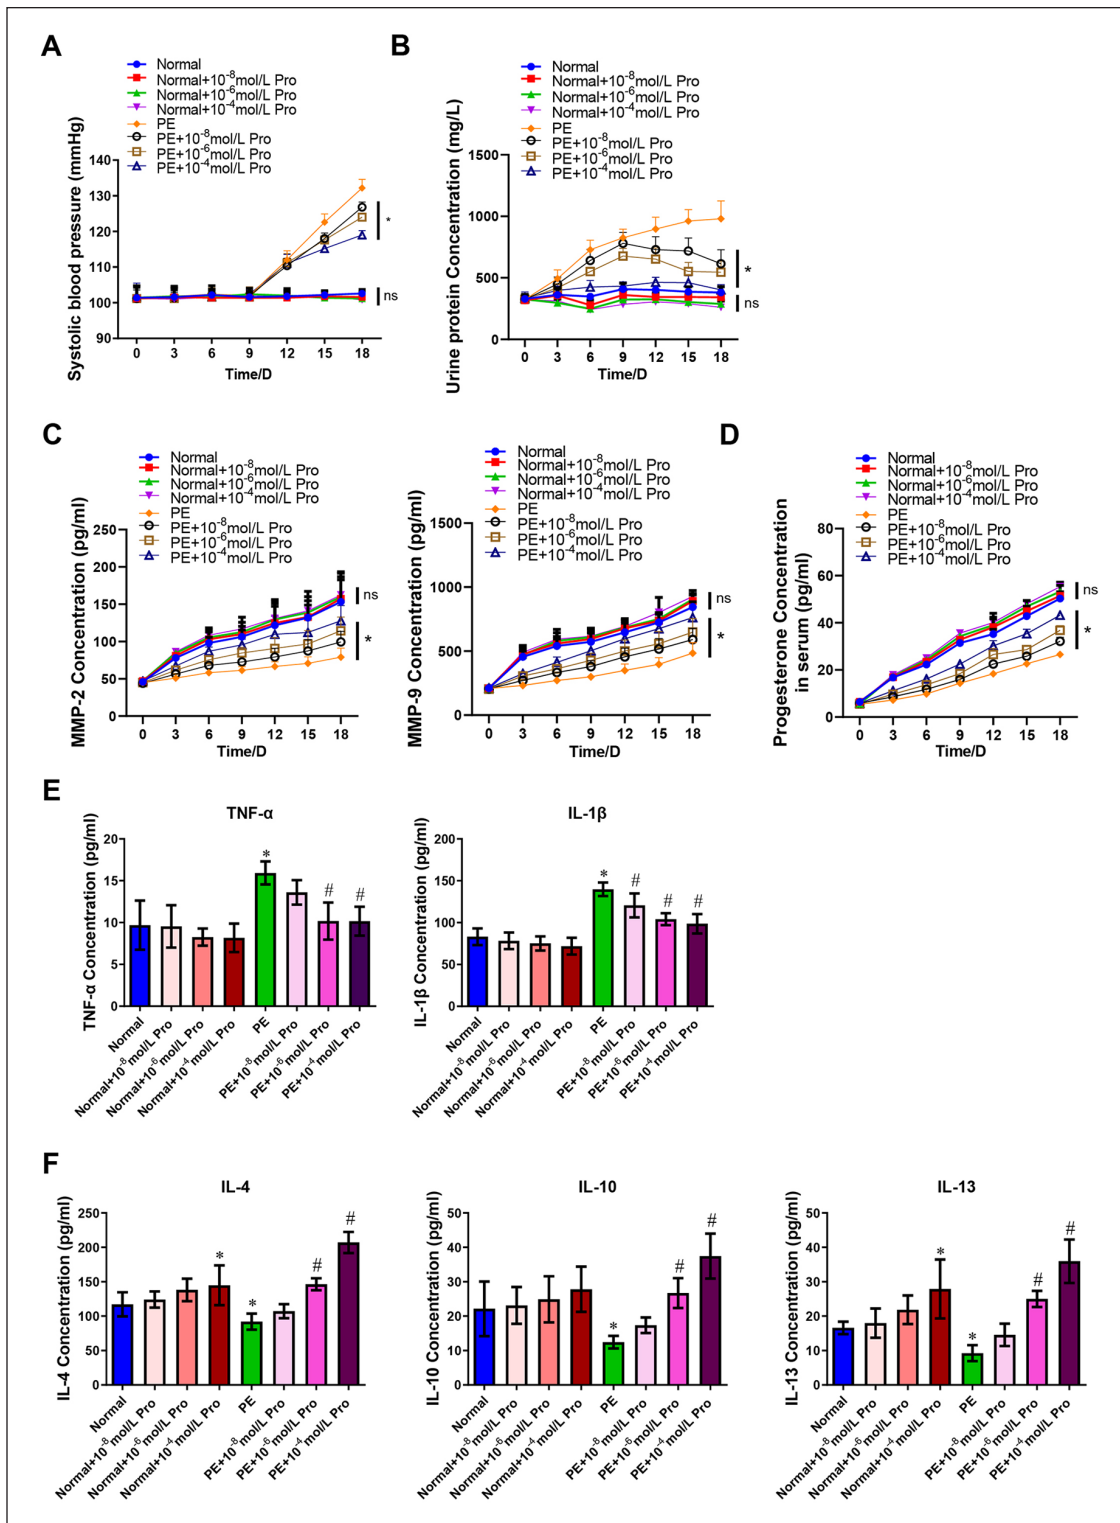 A
Normal
Normal+10⁻⁸mol/L Pro
Normal+10⁻⁶mol/L Pro
Normal+10⁻⁴mol/L Pro
PE
PE+10⁻⁸mol/L Pro
PE+10⁻⁶mol/L Pro
PE+10⁻⁴mol/L Pro
Systolic blood pressure (mmHg)
140
130
120
110
100
90
*
ns
0 3 6 9 12 15 18
Time/D
B
Normal
Normal+10⁻⁸mol/L Pro
Normal+10⁻⁶mol/L Pro
Normal+10⁻⁴mol/L Pro
PE
PE+10⁻⁸mol/L Pro
PE+10⁻⁶mol/L Pro
PE+10⁻⁴mol/L Pro
Urine protein Concentration (mg/L)
1500
1000
500
0
*
ns
0 3 6 9 12 15 18
Time/D
C
Normal
Normal+10⁻⁸mol/L Pro
Normal+10⁻⁶mol/L Pro
Normal+10⁻⁴mol/L Pro
PE
PE+10⁻⁸mol/L Pro
PE+10⁻⁶mol/L Pro
PE+10⁻⁴mol/L Pro
MMP-2 Concentration (pg/ml)
250
200
150
100
50
0
ns
*
0 3 6 9 12 15 18
Time/D
Normal
Normal+10⁻⁸mol/L Pro
Normal+10⁻⁶mol/L Pro
Normal+10⁻⁴mol/L Pro
PE
PE+10⁻⁸mol/L Pro
PE+10⁻⁶mol/L Pro
PE+10⁻⁴mol/L Pro
MMP-9 Concentration (pg/ml)
1500
1000
500
0
ns
*
0 3 6 9 12 15 18
Time/D
D
Normal
Normal+10⁻⁸mol/L Pro
Normal+10⁻⁶mol/L Pro
Normal+10⁻⁴mol/L Pro
PE
PE+10⁻⁸mol/L Pro
PE+10⁻⁶mol/L Pro
PE+10⁻⁴mol/L Pro
Progesterone Concentration
in serum (pg/ml)
80
60
40
20
0
ns
*
0 3 6 9 12 15 18
Time/D
E
TNF-α
TNF-α Concentration (pg/ml)
20
15
10
5
0
* # #
Normal
Normal+10⁻⁸mol/L Pro
Normal+10⁻⁶mol/L Pro
Normal+10⁻⁴mol/L Pro
PE
PE+10⁻⁸mol/L Pro
PE+10⁻⁶mol/L Pro
PE+10⁻⁴mol/L Pro
IL-1β
IL-1β Concentration (pg/ml)
200
150
100
50
0
* # # #
Normal
Normal+10⁻⁸mol/L Pro
Normal+10⁻⁶mol/L Pro
Normal+10⁻⁴mol/L Pro
PE
PE+10⁻⁸mol/L Pro
PE+10⁻⁶mol/L Pro
PE+10⁻⁴mol/L Pro
F
IL-4
IL-4 Concentration (pg/ml)
250
200
150
100
50
0
* * # #
Normal
Normal+10⁻⁸mol/L Pro
Normal+10⁻⁶mol/L Pro
Normal+10⁻⁴mol/L Pro
PE
PE+10⁻⁸mol/L Pro
PE+10⁻⁶mol/L Pro
PE+10⁻⁴mol/L Pro
IL-10
IL-10 Concentration (pg/ml)
50
40
30
20
10
0
* # #
Normal
Normal+10⁻⁸mol/L Pro
Normal+10⁻⁶mol/L Pro
Normal+10⁻⁴mol/L Pro
PE
PE+10⁻⁸mol/L Pro
PE+10⁻⁶mol/L Pro
PE+10⁻⁴mol/L Pro
IL-13
IL-13 Concentration (pg/ml)
50
40
30
20
10
0
* * # #
Normal
Normal+10⁻⁸mol/L Pro
Normal+10⁻⁶mol/L Pro
Normal+10⁻⁴mol/L Pro
PE
PE+10⁻⁸mol/L Pro
PE+10⁻⁶mol/L Pro
PE+10⁻⁴mol/L Pro